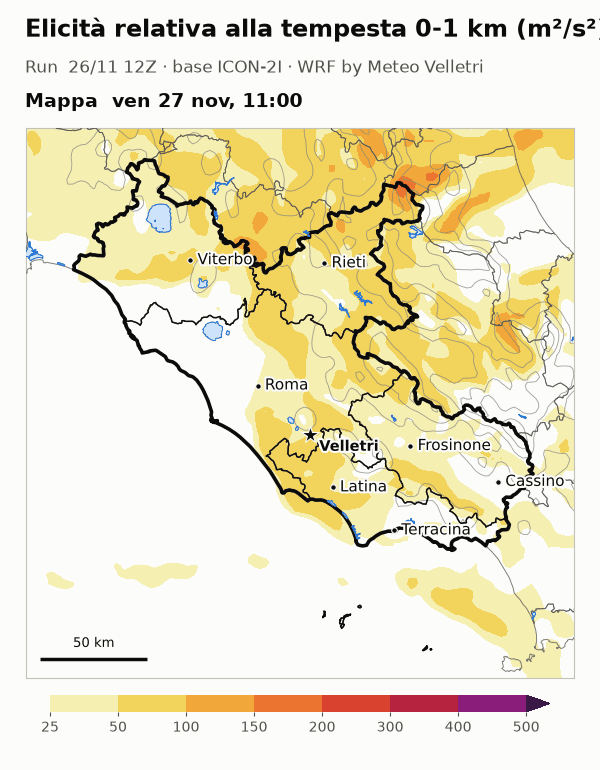 Elicità relativa alla tempesta 0-1 km (m²/s²)
Run 26/11 12Z · base ICON-2I · WRF by Meteo Velletri
Mappa ven 27 nov, 11:00
Viterbo
Rieti
Roma
Velletri
Frosinone
Cassino
Latina
Terracina
50 km
25 50 100 150 200 300 400 500